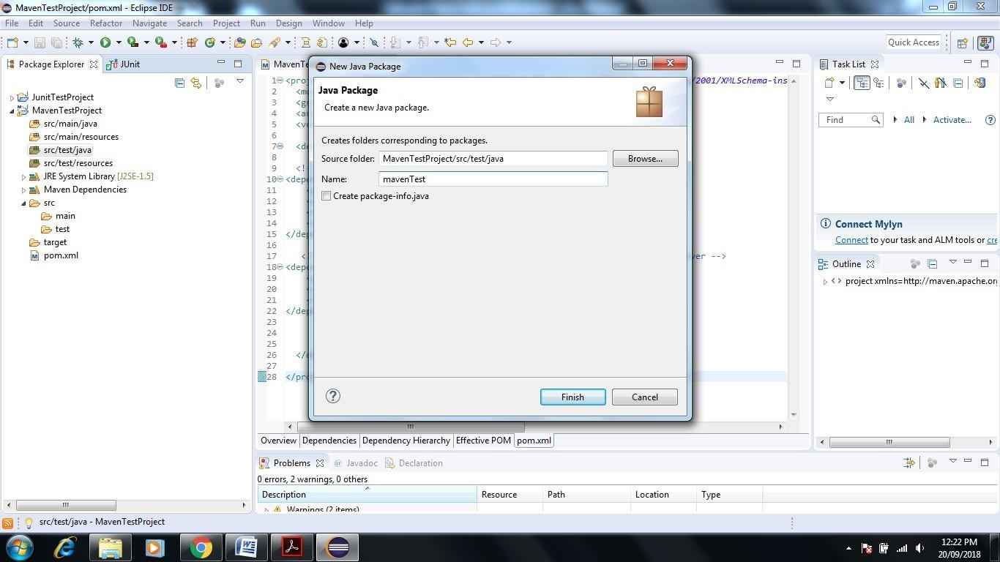 MavenTestProject/pom.xml - Eclipse IDE
File Edit Source Refactor Navigate Search Project Run Design Window Help
Quick Access
Package Explorer JUnit
JunitTestProject
MavenTestProject
src/main/java
src/main/resources
src/test/java
src/test/resources
JRE System Library [J2SE-1.5]
Maven Dependencies
src
main
test
target
pom.xml
MavenT
1 <proj /2001/XMLSchema-ins
2 <mo
3 <g
4 <a
5 <ve
6
7 <de
8
9 <!-
10 <depe
11
12
13
14
15 </dep
16
17 < ver -->
18 <depe
19
20
21
22 </dep
23
24
25
26 </d
27
28 </pro
New Java Package
Java Package
Create a new Java package.
Creates folders corresponding to packages.
Source folder: MavenTestProject/src/test/java Browse...
Name: mavenTest
Create package-info.java
Finish Cancel
Overview Dependencies Dependency Hierarchy Effective POM pom.xml
Task List
Find All Activate...
Connect Mylyn
Connect to your task and ALM tools or cre
Outline
project xmlns=http://maven.apache.org
Problems @ Javadoc Declaration
0 errors, 2 warnings, 0 others
Description Resource Path Location Type
Warnings (2 items)
src/test/java - MavenTestProject
12:22 PM
20/09/2018